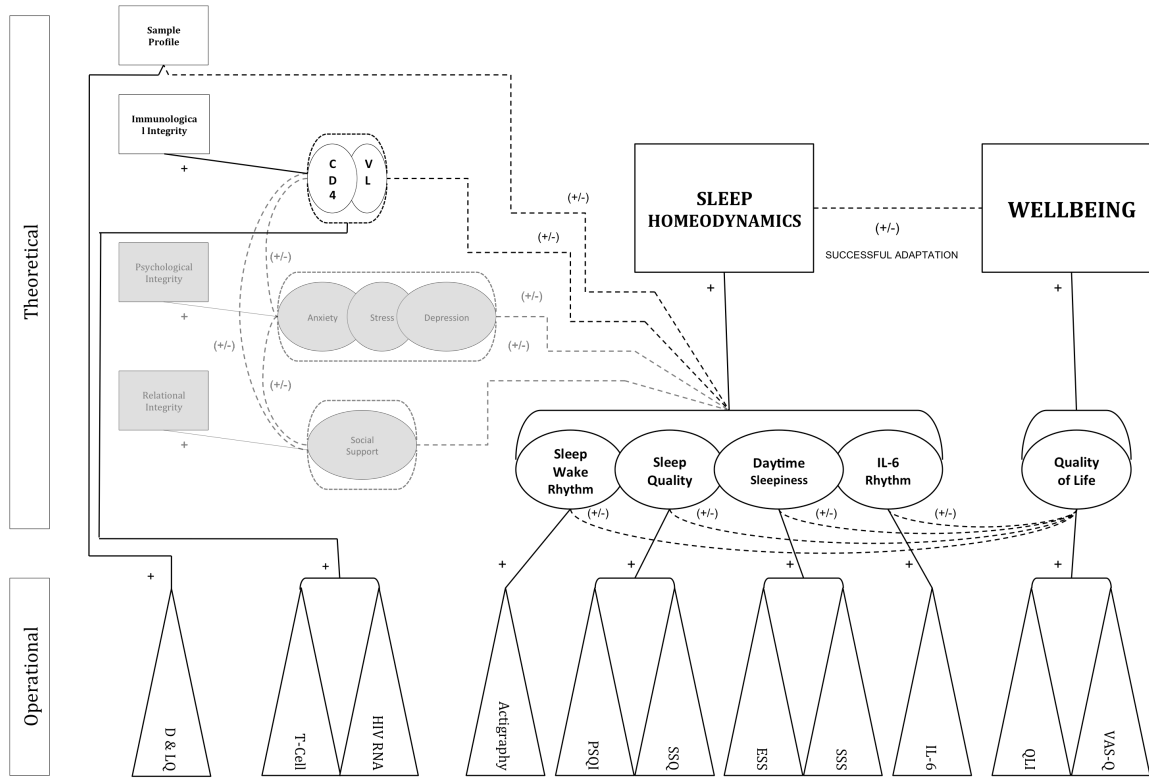 Theoretical
Operational
Sample
Profile
Immunologica
l Integrity
+
C
D
4
V
L
Psychological
Integrity
+
(+/-)
Anxiety
Stress
Depression
(+/-)
(+/-)
(+/-)
(+/-)
Relational
Integrity
+
Social
Support
(+/-)
(+/-)
SLEEP
HOMEODYNAMICS
(+/-)
SUCCESSFUL ADAPTATION
WELLBEING
+
+
Sleep
Wake
Rhythm
Sleep
Quality
Daytime
Sleepiness
IL-6
Rhythm
Quality
of Life
(+/-)
(+/-)
(+/-)
(+/-)
+
+
+
+
+
+
+
D & LQ
T-Cell
HIV RNA
Actigraphy
PSQI
SSQ
ESS
SSS
IL-6
QLI
VAS-Q